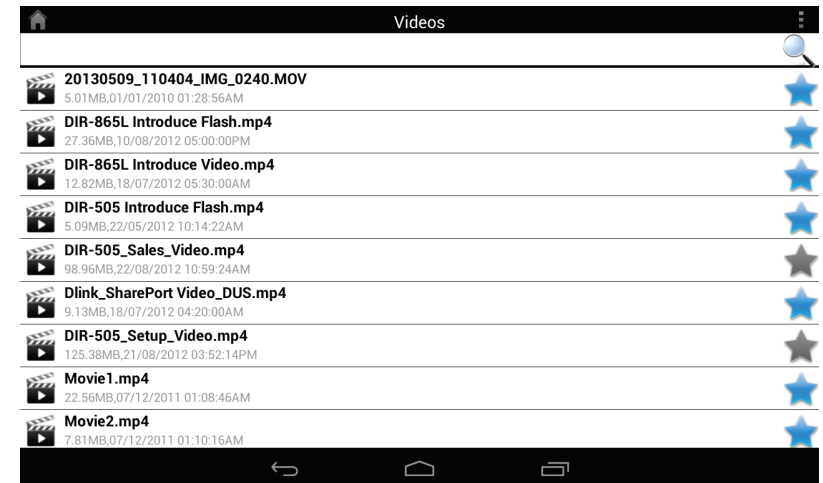 Videos
20130509_110404_IMG_0240.MOV
5.01MB,01/01/2010 01:28:56AM
DIR-865L Introduce Flash.mp4
27.36MB,10/08/2012 05:00:00PM
DIR-865L Introduce Video.mp4
12.82MB,18/07/2012 05:30:00AM
DIR-505 Introduce Flash.mp4
5.09MB,22/05/2012 10:14:22AM
DIR-505_Sales_Video.mp4
98.96MB,22/08/2012 10:59:24AM
Dlink_SharePort Video_DUS.mp4
9.13MB,18/07/2012 04:20:00AM
DIR-505_Setup_Video.mp4
125.38MB,21/08/2012 03:52:14PM
Movie1.mp4
22.56MB,07/12/2011 01:08:46AM
Movie2.mp4
7.81MB,07/12/2011 01:10:16AM